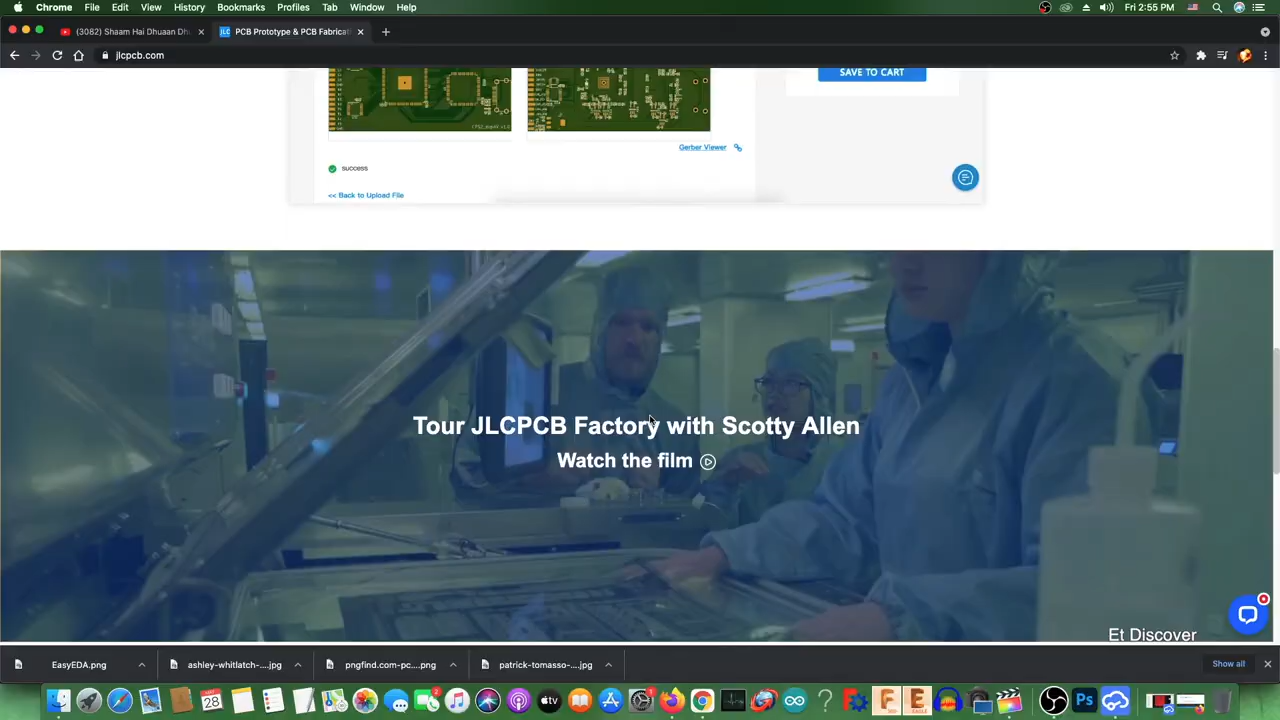 Chrome File Edit View History Bookmarks Profiles Tab Window Help
Fri 2:55 PM
(3082) Shaam Hai Dhuaan Dhu
JLC PCB Prototype & PCB Fabricat
jlcpcb.com
SAVE TO CART
Gerber Viewer
success
<< Back to Upload File
Tour JLCPCB Factory with Scotty Allen
Watch the film
Et Discover
EasyEDA.png
ashley-whitlatch-....jpg
pngfind.com-pc....png
patrick-tomasso-....jpg
Show all